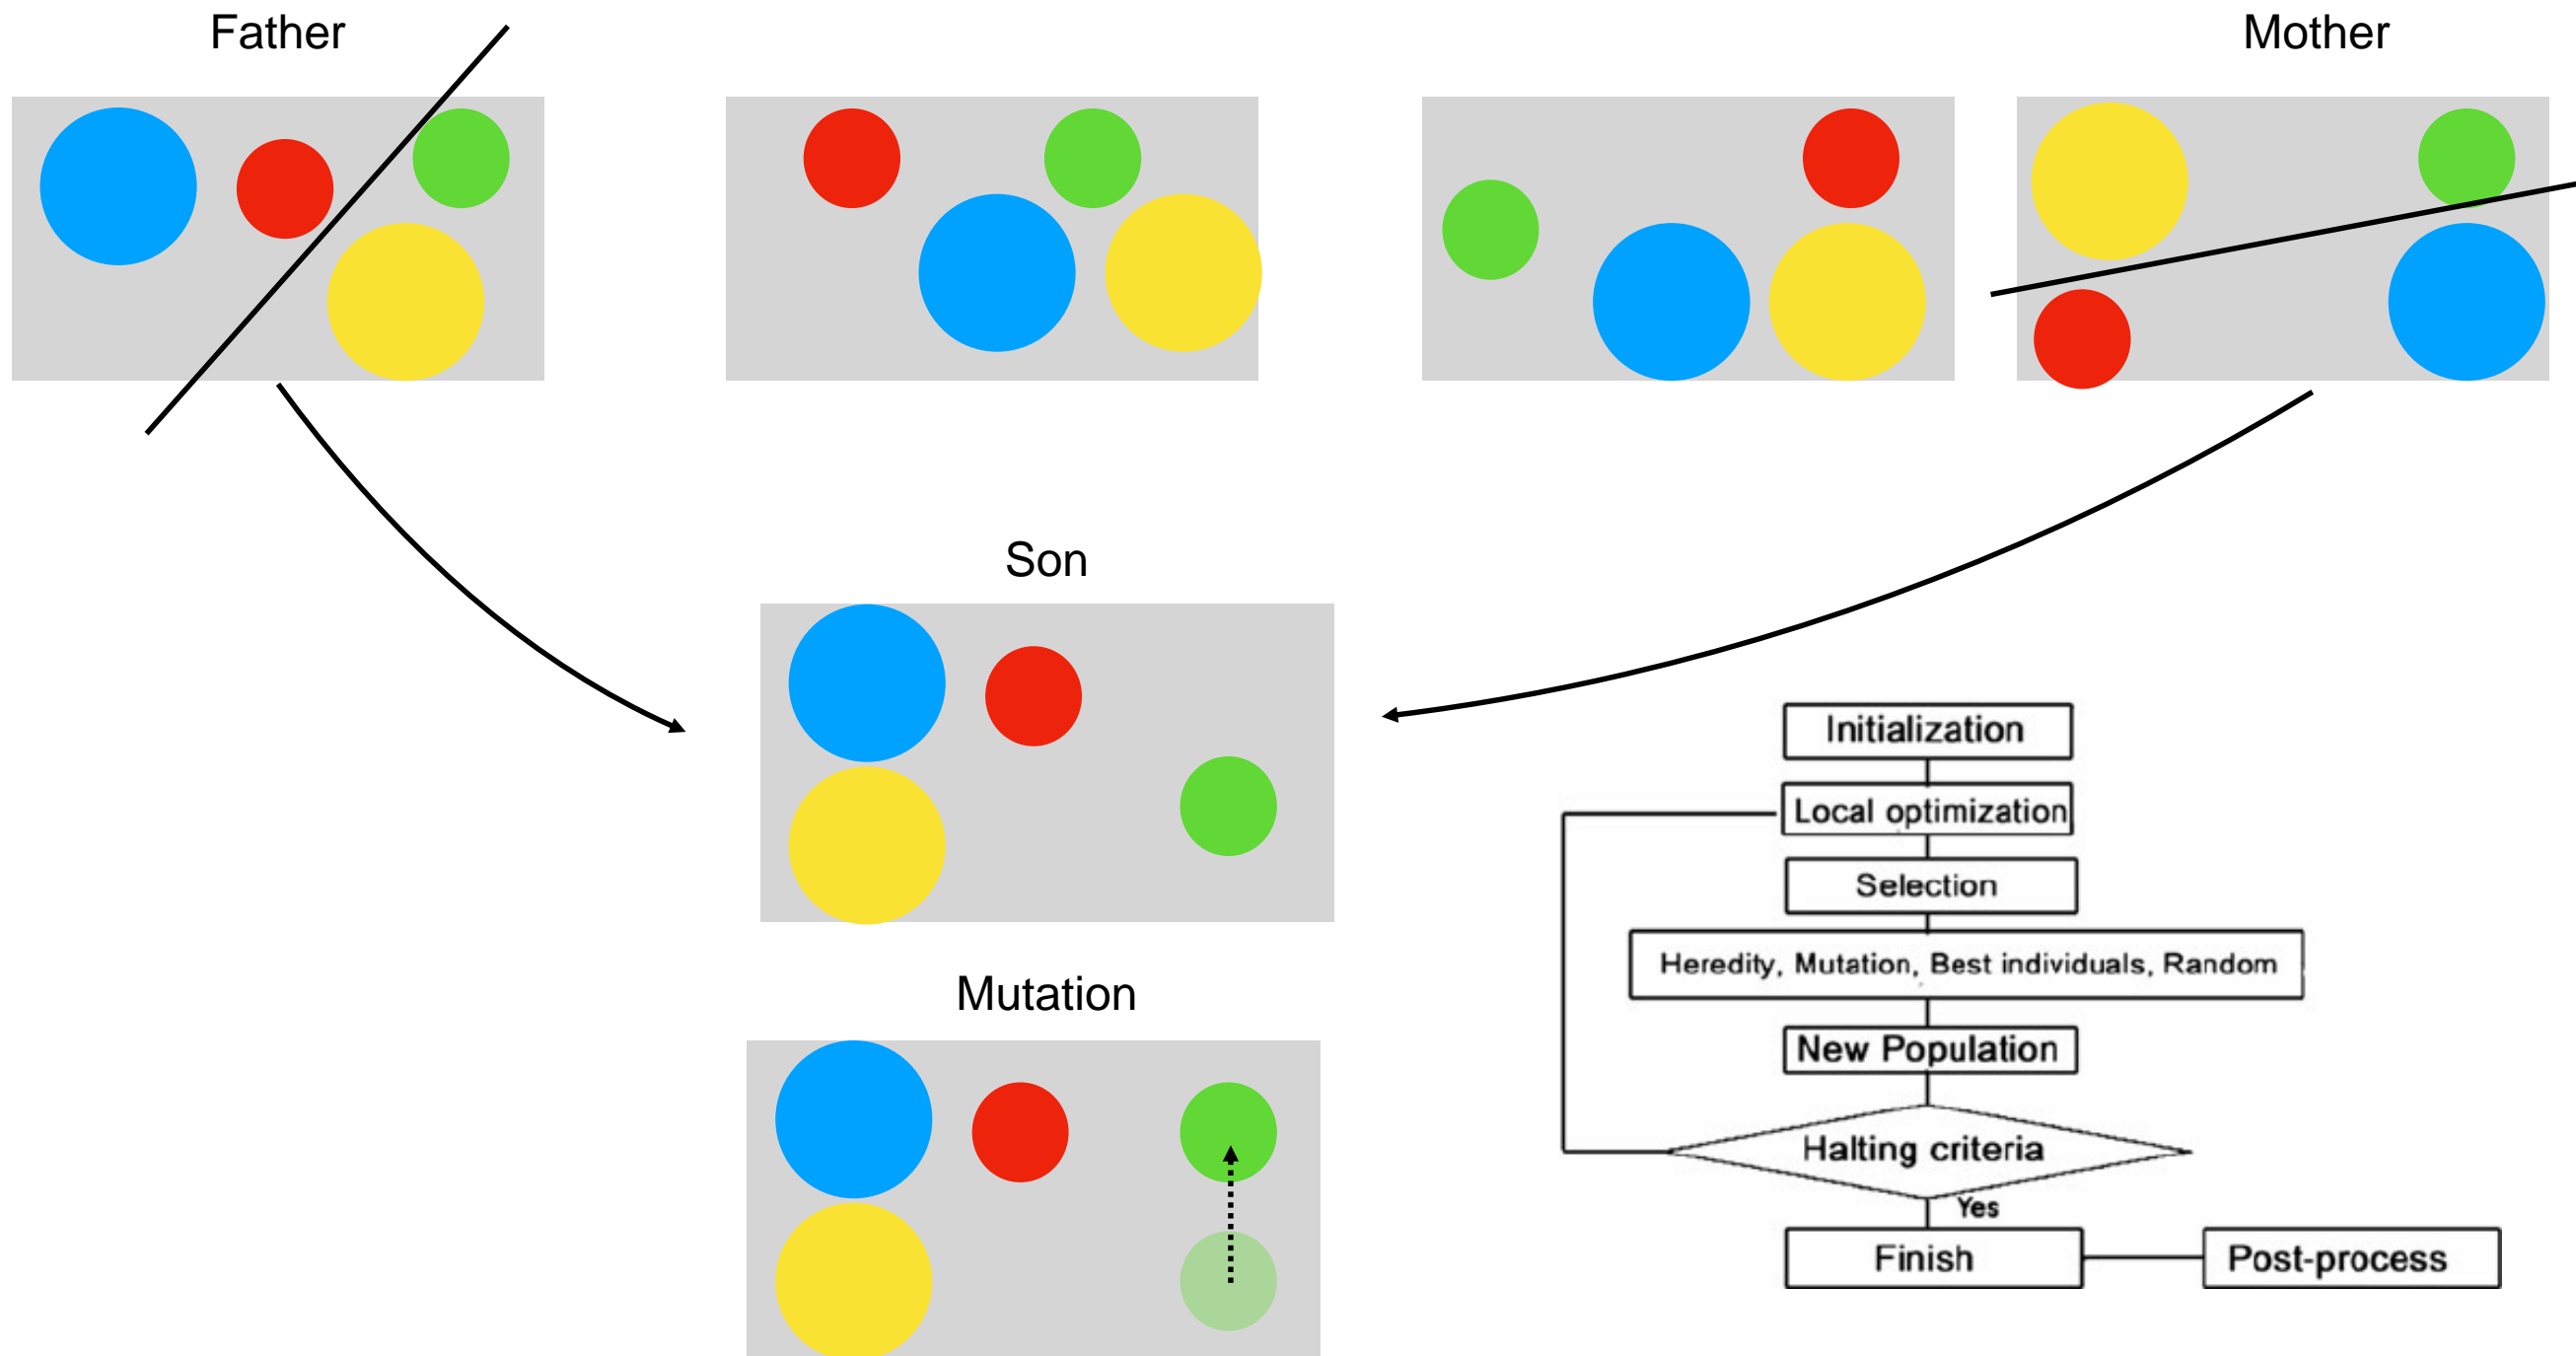 Father
Mother
Son
Mutation
Initialization
Local optimization
Selection
Heredity, Mutation, Best individuals, Random
New Population
Halting criteria
Yes
Finish
Post-process